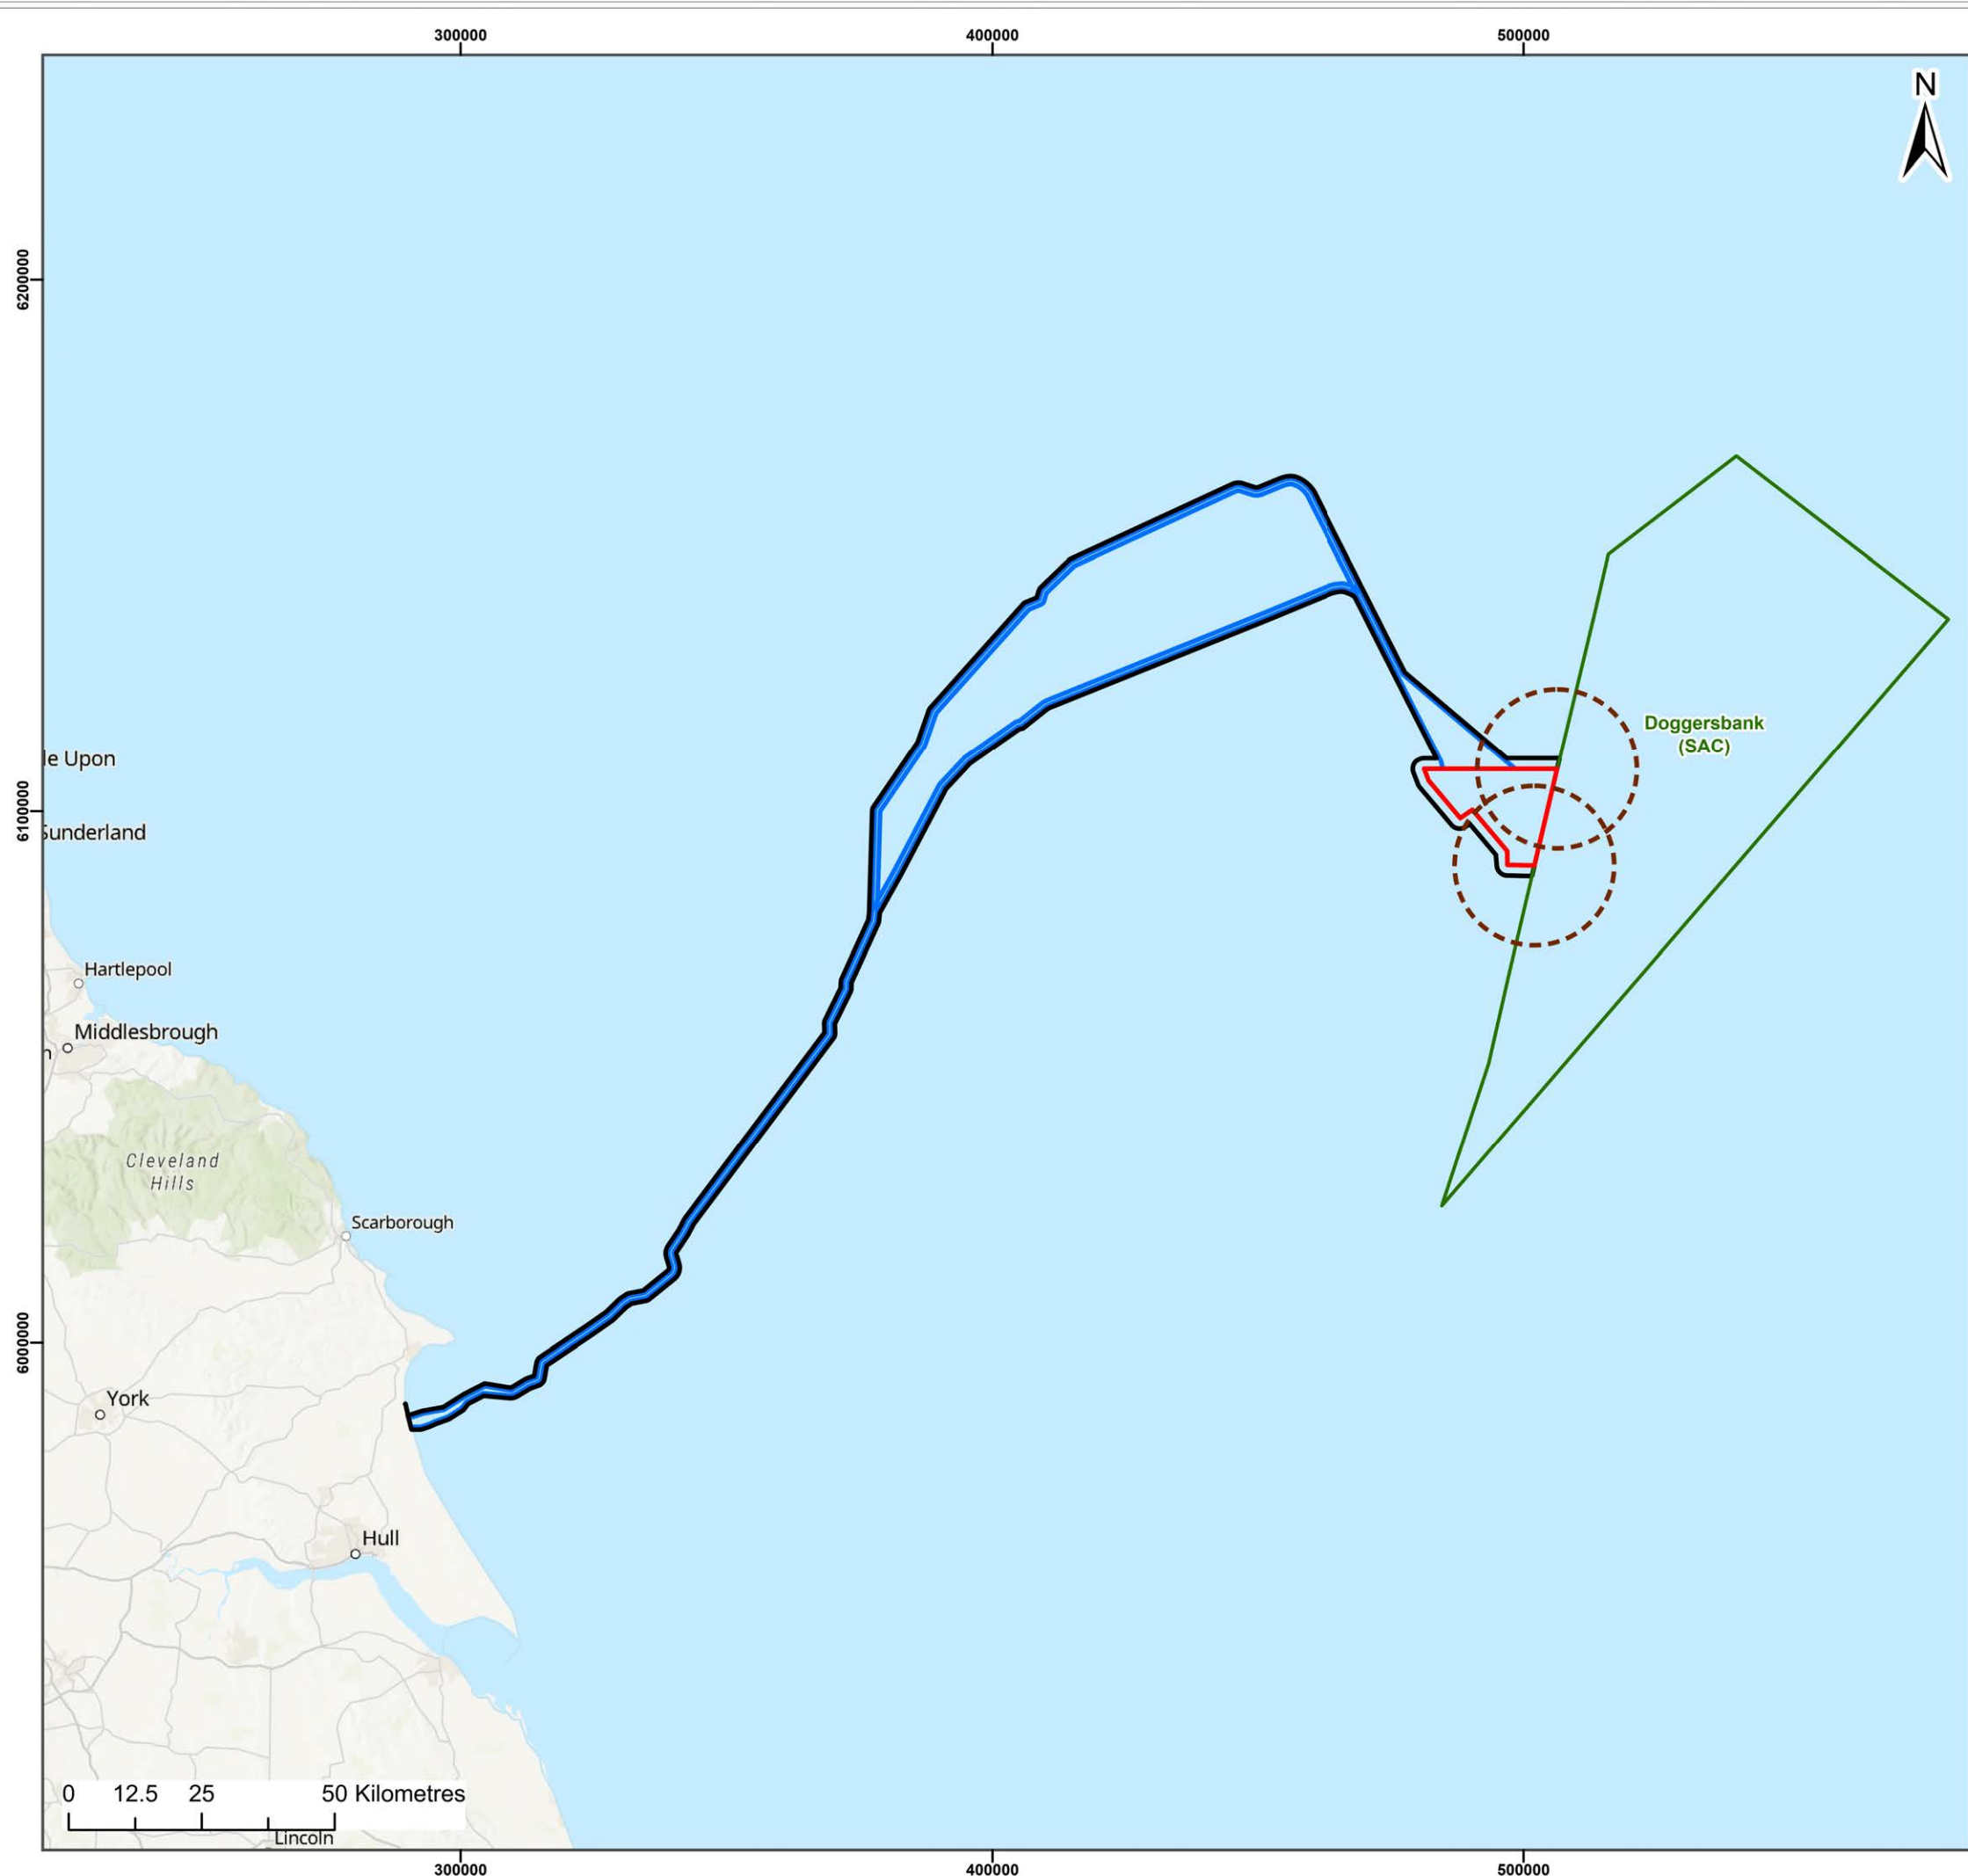 300000 400000 500000
N
6200000
Doggersbank
(SAC)
le Upon
6100000
Sunderland
Hartlepool
Middlesbrough
n
Cleveland
Hills
Scarborough
6000000
York
Hull
0 12.5 25 50 Kilometres
Lincoln
300000 400000 500000